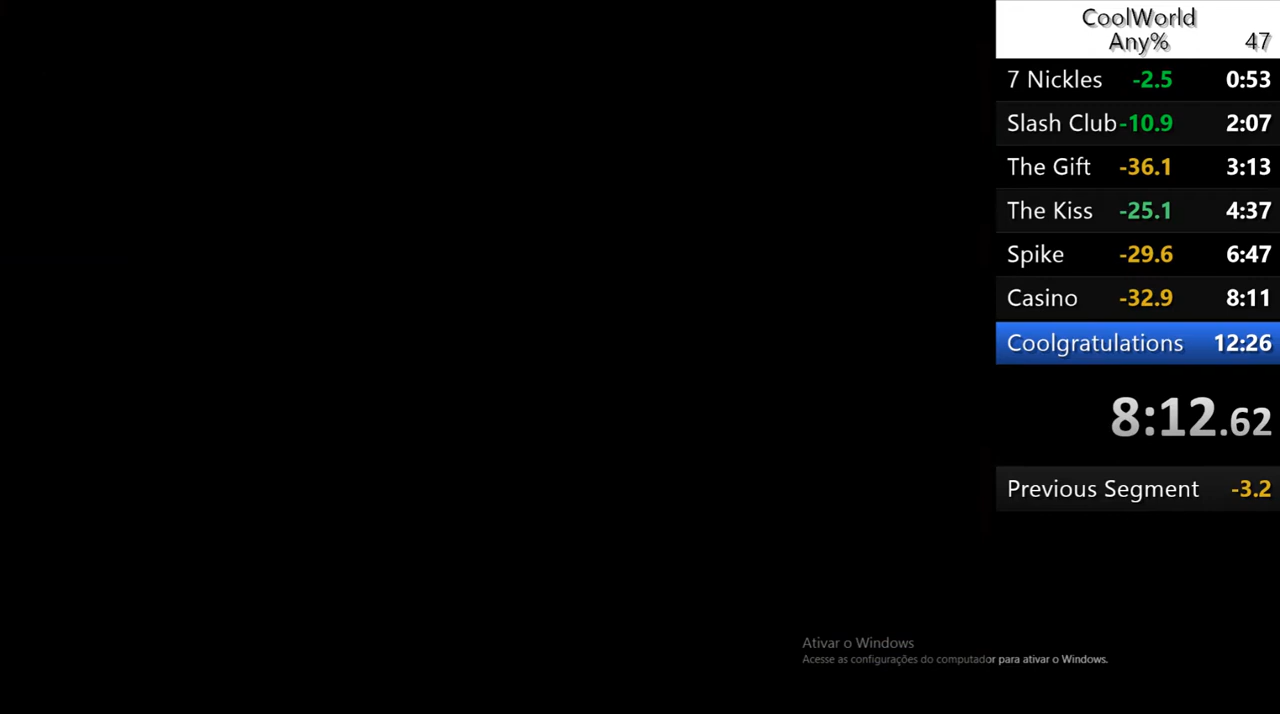 CoolWorld
Any% 47
7 Nickles -2.5 0:53
Slash Club -10.9 2:07
The Gift -36.1 3:13
The Kiss -25.1 4:37
Spike -29.6 6:47
Casino -32.9 8:11
Coolgratulations 12:26
8:12.62
Previous Segment -3.2
Ativar o Windows
Acesse as configurações do computador para ativar o Windows.